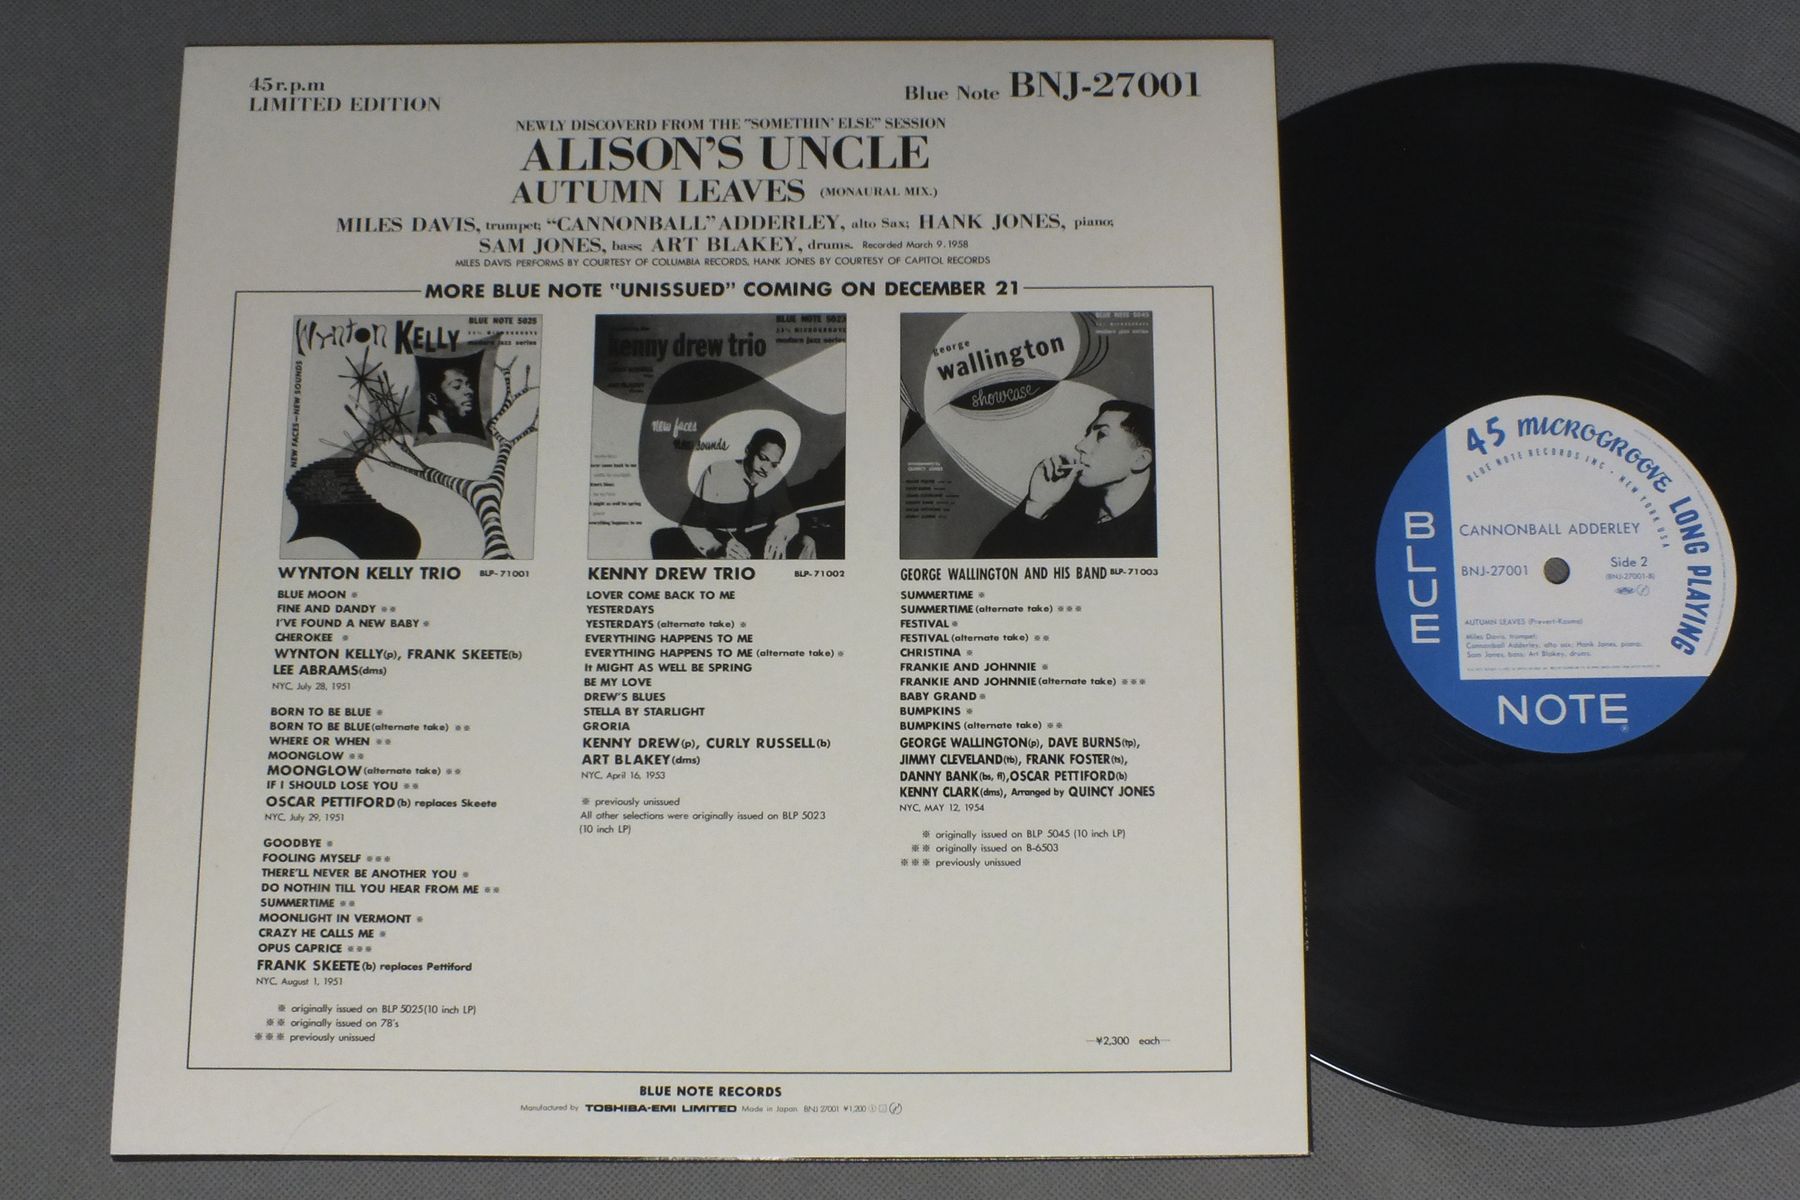 45 r.p.m
LIMITED EDITION
Blue Note BNJ-27001
NEWLY DISCOVERD FROM THE "SOMETHIN' ELSE" SESSION
ALISON'S UNCLE
AUTUMN LEAVES (MONAURAL MIX.)
MILES DAVIS, trumpet; "CANNONBALL" ADDERLEY, alto Sax; HANK JONES, piano;
SAM JONES, bass; ART BLAKEY, drums. Recorded March 9. 1958
MILES DAVIS PERFORMS BY COURTESY OF COLUMBIA RECORDS, HANK JONES BY COURTESY OF CAPITOL RECORDS
MORE BLUE NOTE "UNISSUED" COMING ON DECEMBER 21
Wynton KELLY
BLUE NOTE 5025
modern jazz series
NEW FACES—NEW SOUNDS
WYNTON KELLY TRIO BLP-71001
BLUE MOON ※
FINE AND DANDY ※※
I'VE FOUND A NEW BABY ※
CHEROKEE ※
WYNTON KELLY(p), FRANK SKEETE(b)
LEE ABRAMS(dms)
NYC, July 28, 1951
BORN TO BE BLUE ※
BORN TO BE BLUE(alternate take) ※※
WHERE OR WHEN ※※
MOONGLOW ※※
MOONGLOW(alternate take) ※※
IF I SHOULD LOSE YOU ※※
OSCAR PETTIFORD(b) replaces Skeete
NYC, July 29, 1951
GOODBYE ※
FOOLING MYSELF ※※※
THERE'LL NEVER BE ANOTHER YOU ※
DO NOTHIN TILL YOU HEAR FROM ME ※※
SUMMERTIME ※※
MOONLIGHT IN VERMONT ※
CRAZY HE CALLS ME ※
OPUS CAPRICE ※※※
FRANK SKEETE(b) replaces Pettiford
NYC, August 1, 1951
※ originally issued on BLP 5025(10 inch LP)
※※ originally issued on 78's
※※※ previously unissued
BLUE NOTE 5023
modern jazz series
kenny drew trio
new faces
new sounds
KENNY DREW TRIO BLP-71002
LOVER COME BACK TO ME
YESTERDAYS
YESTERDAYS (alternate take) ※
EVERYTHING HAPPENS TO ME
EVERYTHING HAPPENS TO ME (alternate take) ※
It MIGHT AS WELL BE SPRING
BE MY LOVE
DREW'S BLUES
STELLA BY STARLIGHT
GRORIA
KENNY DREW(p), CURLY RUSSELL(b)
ART BLAKEY(dms)
NYC, April 16, 1953
※ previously unissued
All other selections were originally issued on BLP 5023
(10 inch LP)
BLUE NOTE 5045
modern jazz series
george
wallington
showcase
QUINCY JONES
GEORGE WALLINGTON AND HIS BAND BLP-71003
SUMMERTIME ※
SUMMERTIME (alternate take) ※※※
FESTIVAL ※
FESTIVAL (alternate take) ※※
CHRISTINA ※
FRANKIE AND JOHNNIE ※
FRANKIE AND JOHNNIE (alternate take) ※※※
BABY GRAND ※
BUMPKINS ※
BUMPKINS (alternate take) ※※
GEORGE WALLINGTON(p), DAVE BURNS(tp),
JIMMY CLEVELAND(tb), FRANK FOSTER(ts),
DANNY BANK(bs, fl), OSCAR PETTIFORD(b)
KENNY CLARK(dms), Arranged by QUINCY JONES
NYC, MAY 12, 1954
※ originally issued on BLP 5045 (10 inch LP)
※※ originally issued on B-6503
※※※ previously unissued
—¥2,300 each—
BLUE NOTE RECORDS
Manufactured by TOSHIBA-EMI LIMITED Made in Japan BNJ 27001 ¥1,200
45 MICROGROOVE LONG PLAYING
BLUE NOTE RECORDS INC · NEW YORK USA
CANNONBALL ADDERLEY
BNJ-27001
Side 2
(BNJ-27001-B)
AUTUMN LEAVES (Prevert-Kosma)
Miles Davis, trumpet;
Cannonball Adderley, alto sax; Hank Jones, piano;
Sam Jones, bass; Art Blakey, drums.
BLUE
NOTE